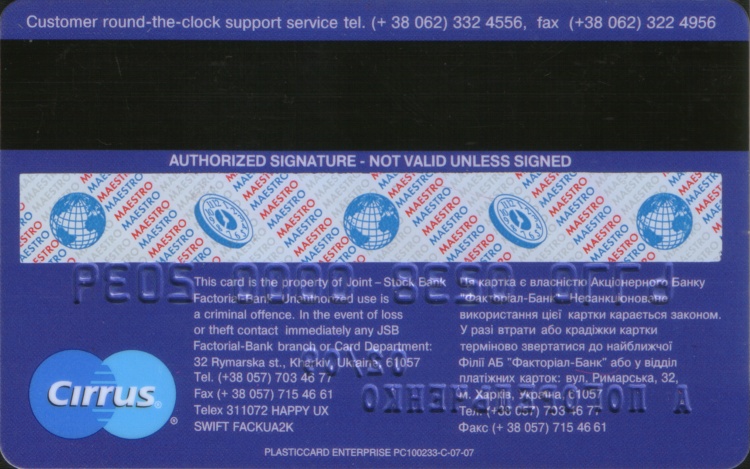 Customer round-the-clock support service tel. (+ 38 062) 332 4556, fax (+38 062) 322 4956
AUTHORIZED SIGNATURE - NOT VALID UNLESS SIGNED
MAESTRO MAESTRO MAESTRO MAESTRO MAESTRO
This card is the property of Joint – Stock Bank
Factorial-Bank Unauthorized use is
a criminal offence. In the event of loss
or theft contact immediately any JSB
Factorial-Bank branch or Card Department:
32 Rymarska st., Kharkiv, Ukraine, 61057
Tel. (+38 057) 703 46 77
Fax (+ 38 057) 715 44 61
Telex 311072 HAPPY UX
SWIFT FACKUA2K
Ця картка є власністю Акціонерного Банку
"Факторіал-Банк" Несанкціоноване
використання цієї картки карається законом.
У разі втрати або крадіжки картки
терміново звертатися до найближчої
Філії АБ "Факторіал-Банк" або у відділ
платіжних карток: вул. Римарська, 32,
м. Харків, Україна, 61057
Тел.(+38 057) 703 46 77
Факс (+ 38 057) 715 44 61
Cirrus®
®
PLASTICCARD ENTERPRISE PC100233-C-07-07